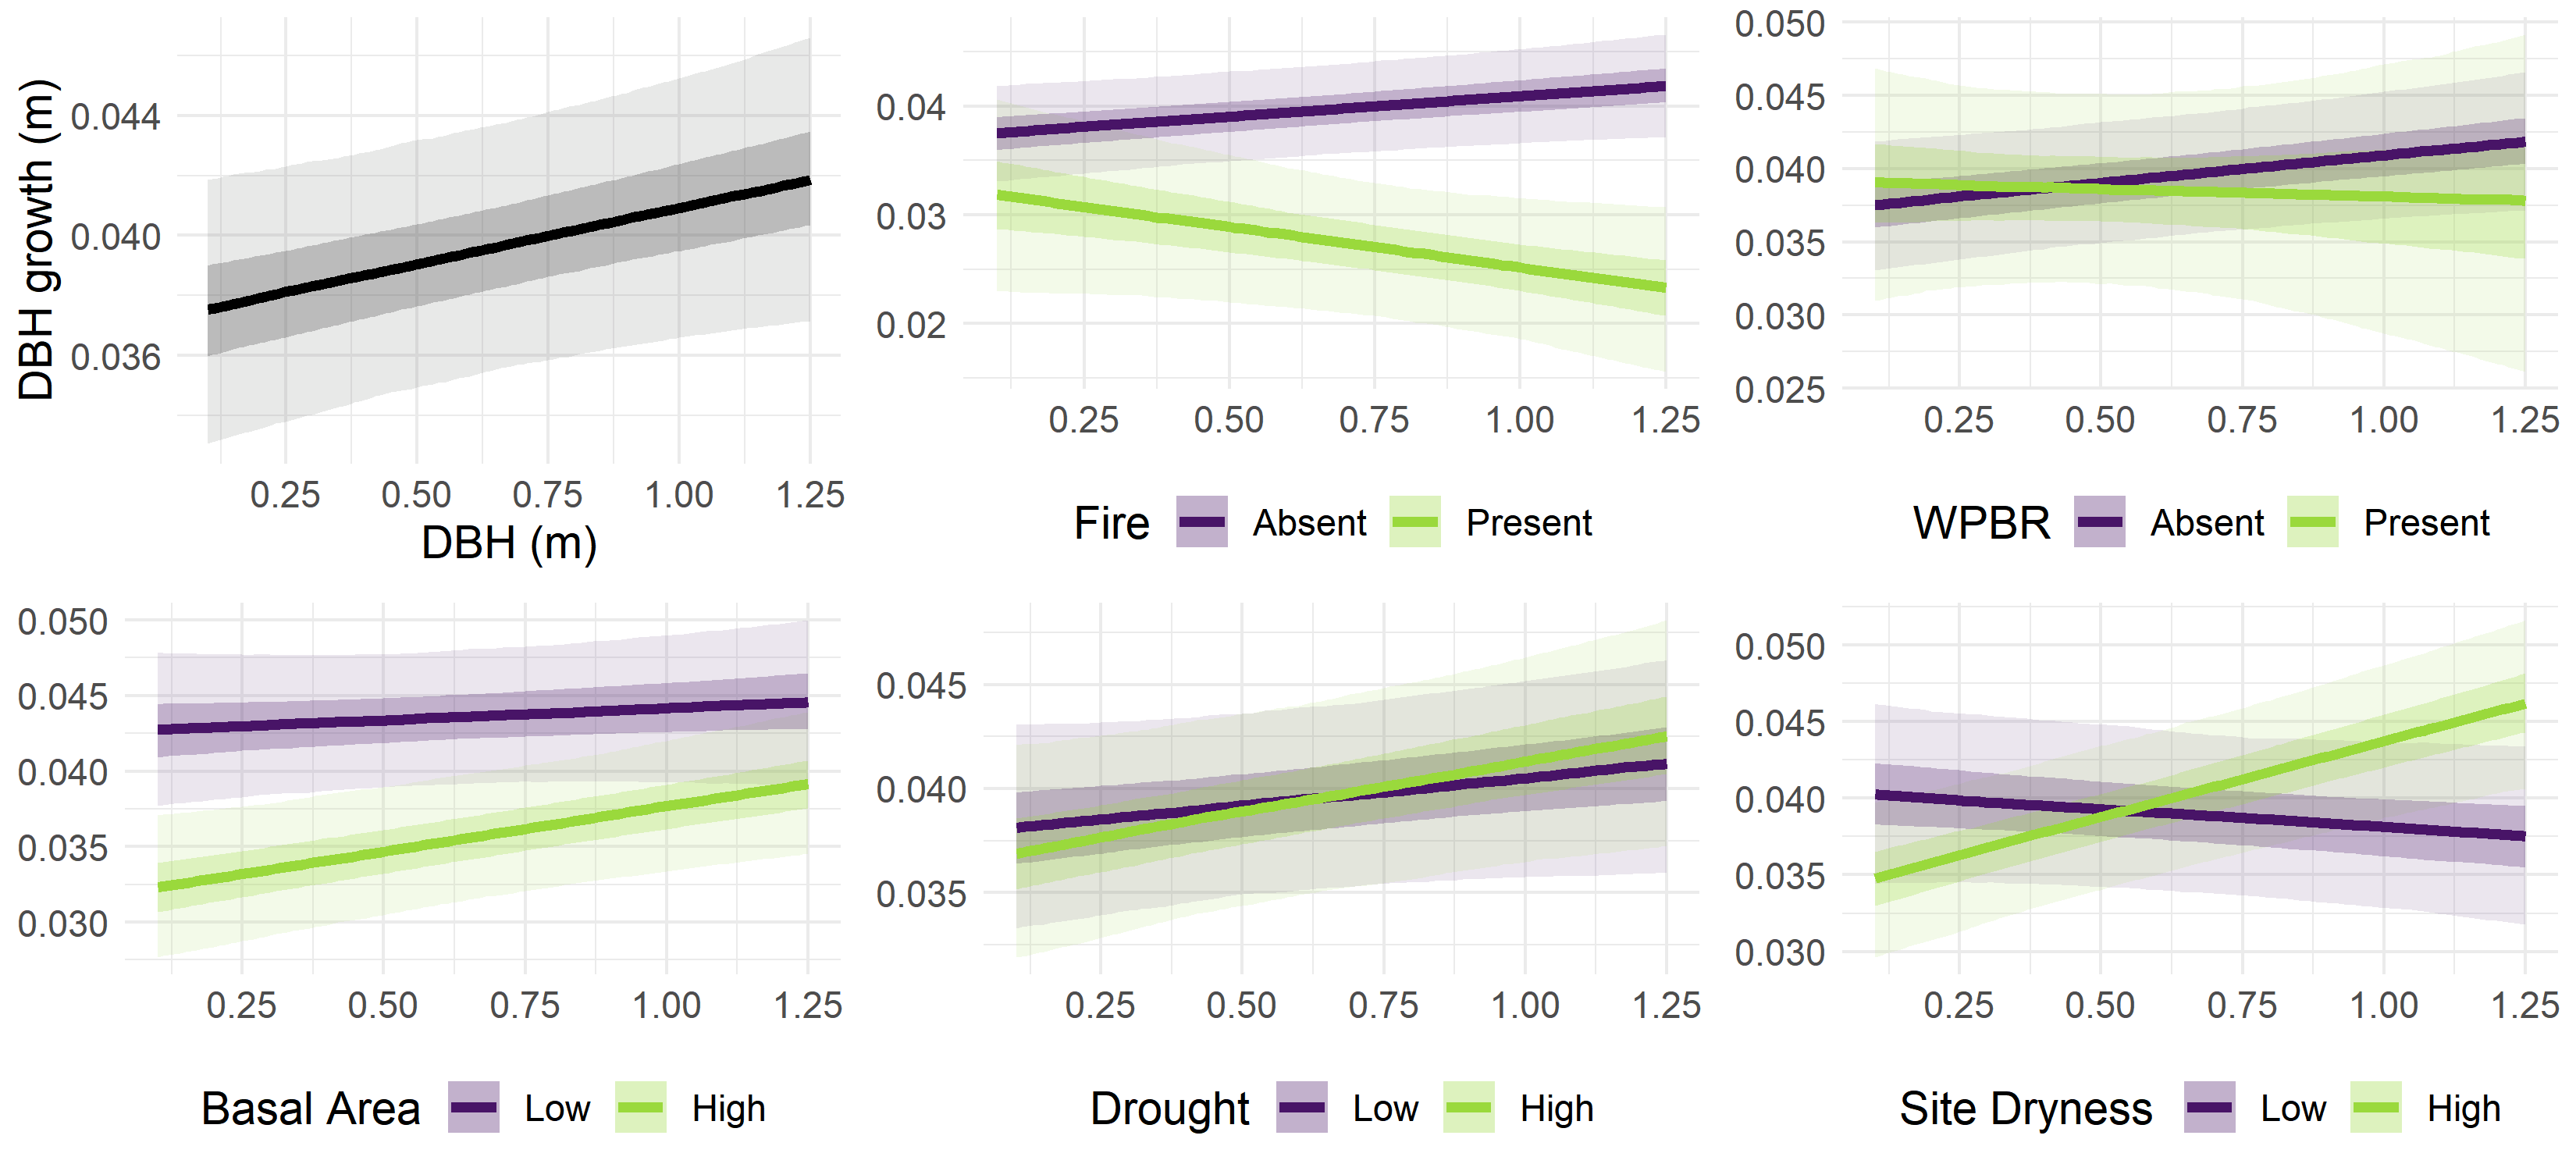 DBH growth (m)
0.044
0.040
0.036
0.25 0.50 0.75 1.00 1.25
DBH (m)
0.04
0.03
0.02
0.25 0.50 0.75 1.00 1.25
Fire Absent Present
0.050
0.045
0.040
0.035
0.030
0.025
0.25 0.50 0.75 1.00 1.25
WPBR Absent Present
0.050
0.045
0.040
0.035
0.030
0.25 0.50 0.75 1.00 1.25
Basal Area Low High
0.045
0.040
0.035
0.25 0.50 0.75 1.00 1.25
Drought Low High
0.050
0.045
0.040
0.035
0.030
0.25 0.50 0.75 1.00 1.25
Site Dryness Low High